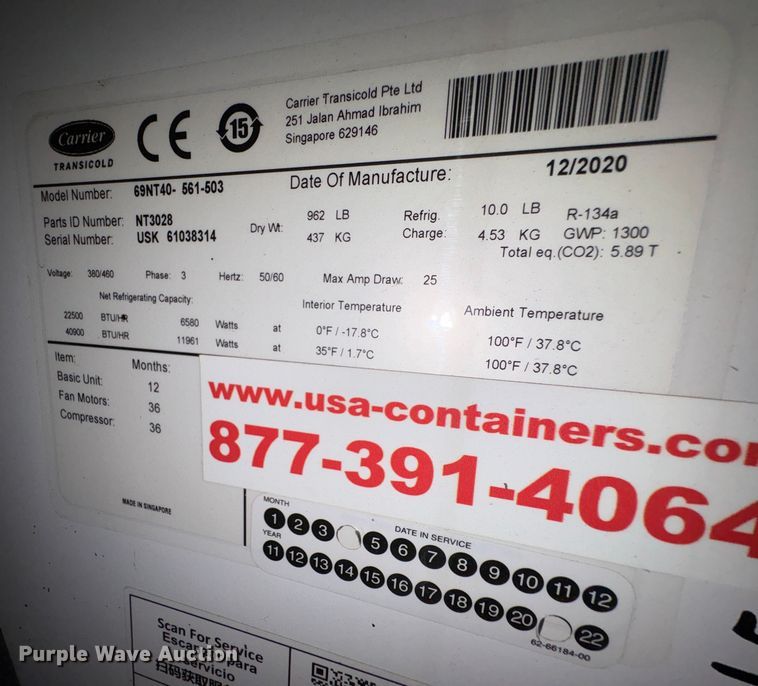 Carrier
TRANSICOLD
CE
15
Carrier Transicold Pte Ltd
251 Jalan Ahmad Ibrahim
Singapore 629146
Model Number: 69NT40- 561-503
Date Of Manufacture: 12/2020
Parts ID Number: NT3028
Serial Number: USK 61038314
Dry Wt: 962 LB
437 KG
Refrig. Charge: 10.0 LB R-134a
4.53 KG GWP: 1300
Total eq.(CO2): 5.89 T
Voltage: 380/460 Phase: 3 Hertz: 50/60 Max Amp Draw: 25
Net Refrigerating Capacity: Interior Temperature Ambient Temperature
22500 BTU/HR 6580 Watts at 0°F / -17.8°C 100°F / 37.8°C
40900 BTU/HR 11961 Watts at 35°F / 1.7°C 100°F / 37.8°C
Item: Months:
Basic Unit: 12
Fan Motors: 36
Compressor: 36
MADE IN SINGAPORE
www.usa-containers.co
877-391-4064
MONTH
DATE IN SERVICE
1 2 3 5 6 7 8 9 10 11 12
YEAR
11 12 13 14 15 16 17 18 19 20 22
62-66184-00
Scan For Service
Escanear para
servicio
Purple Wave Auction